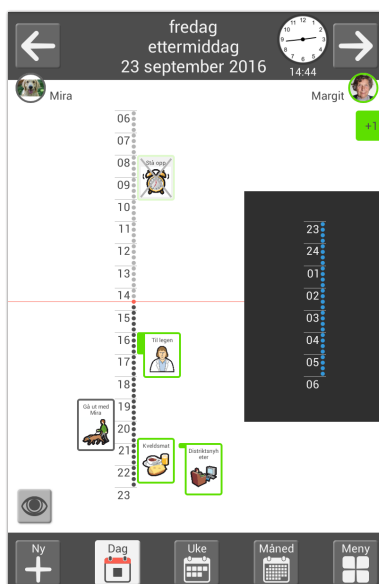 fredag
ettermiddag
23 september 2016
14:44
Mira
Margit
+1
06
07
08
Stå opp
09
10
11
12
13
14
15
16
Til legen
17
18
19
Gå ut med
Mira
20
21
Kveldsmat
Distriktsnyh
eter
22
23
23
24
01
02
03
04
05
06
Ny
Dag
Uke
Måned
Meny